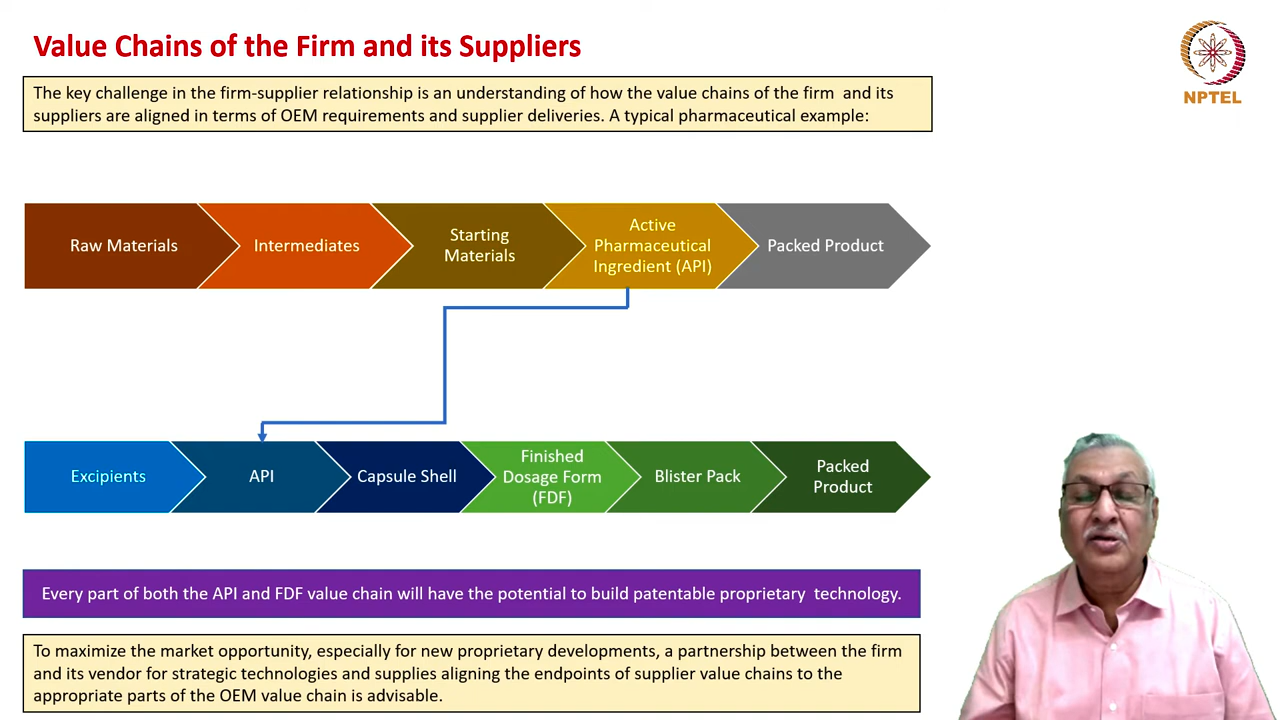 Value Chains of the Firm and its Suppliers
NPTEL
The key challenge in the firm-supplier relationship is an understanding of how the value chains of the firm and its
suppliers are aligned in terms of OEM requirements and supplier deliveries. A typical pharmaceutical example:
Raw Materials
Intermediates
Starting
Materials
Active
Pharmaceutical
Ingredient (API)
Packed Product
Excipients
API
Capsule Shell
Finished
Dosage Form
(FDF)
Blister Pack
Packed
Product
Every part of both the API and FDF value chain will have the potential to build patentable proprietary technology.
To maximize the market opportunity, especially for new proprietary developments, a partnership between the firm
and its vendor for strategic technologies and supplies aligning the endpoints of supplier value chains to the
appropriate parts of the OEM value chain is advisable.